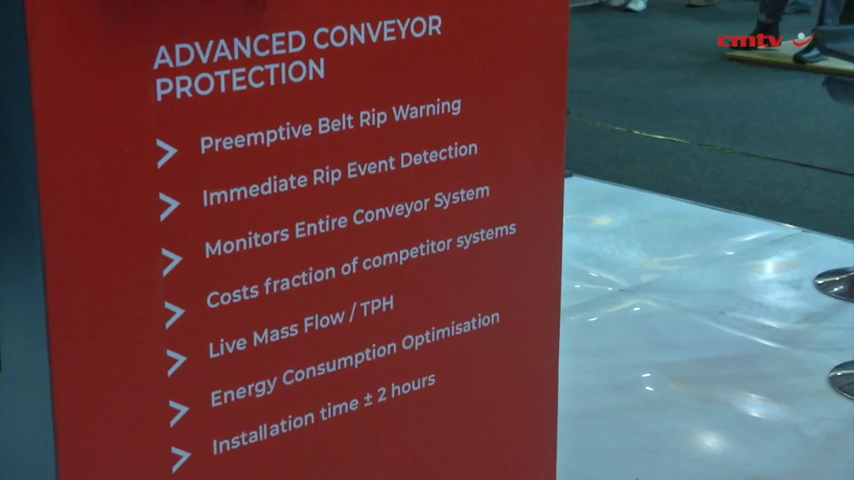 cmtv
ADVANCED CONVEYOR
PROTECTION
Preemptive Belt Rip Warning
Immediate Rip Event Detection
Monitors Entire Conveyor System
Costs fraction of competitor systems
Live Mass Flow / TPH
Energy Consumption Optimisation
Installation time ± 2 hours